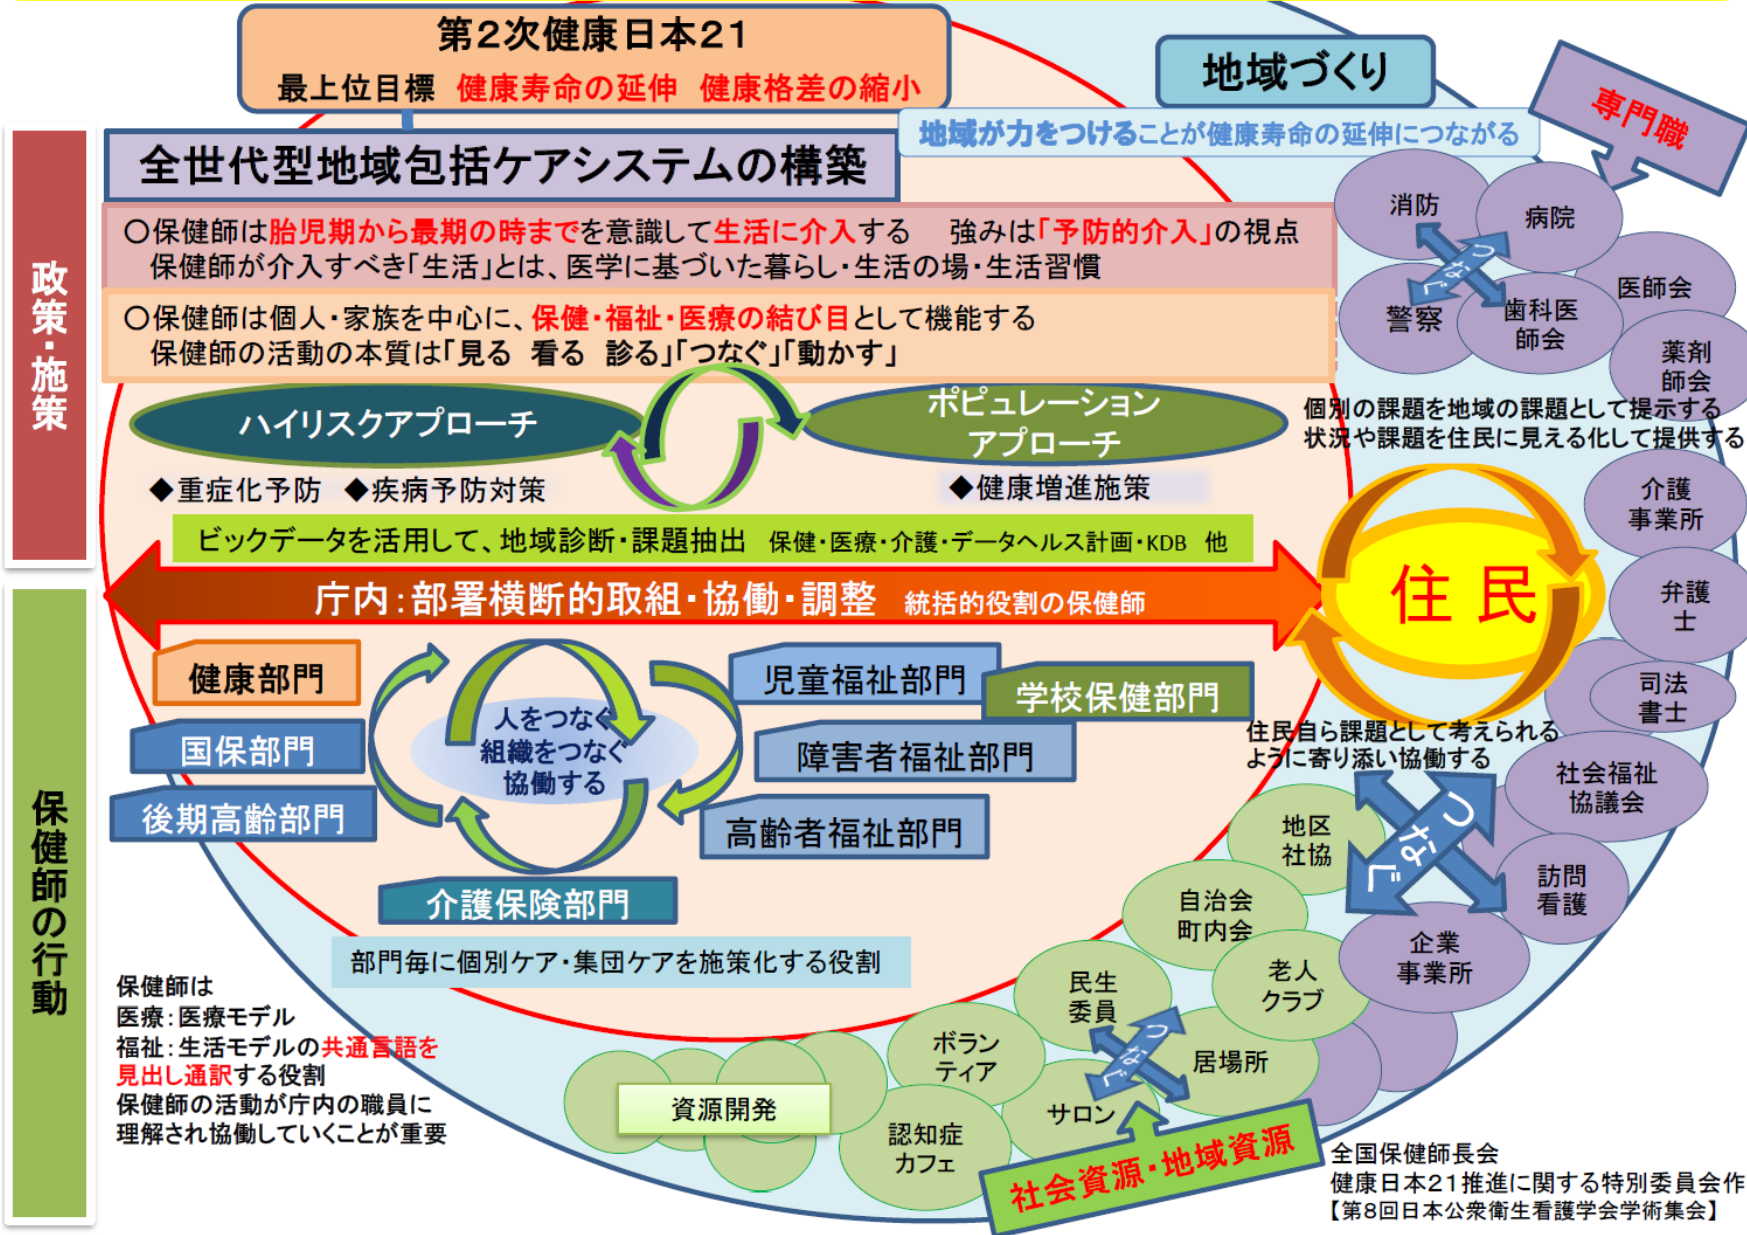 第2次健康日本21
最上位目標 健康寿命の延伸 健康格差の縮小
地域づくり
地域が力をつけることが健康寿命の延伸につながる
専門職
政策・施策
全世代型地域包括ケアシステムの構築
〇保健師は胎児期から最期の時までを意識して生活に介入する 強みは「予防的介入」の視点
保健師が介入すべき「生活」とは、医学に基づいた暮らし・生活の場・生活習慣
〇保健師は個人・家族を中心に、保健・福祉・医療の結び目として機能する
保健師の活動の本質は「見る 看る 診る」「つなぐ」「動かす」
ハイリスクアプローチ
ポピュレーション
アプローチ
◆重症化予防 ◆疾病予防対策
◆健康増進施策
ビックデータを活用して、地域診断・課題抽出 保健・医療・介護・データヘルス計画・KDB 他
庁内：部署横断的取組・協働・調整 統括的役割の保健師
消防
病院
つなぐ
警察
歯科医
師会
医師会
薬剤
師会
個別の課題を地域の課題として提示する
状況や課題を住民に見える化して提供する
住民
介護
事業所
弁護
士
司法
書士
住民自ら課題として考えられる
ように寄り添い協働する
社会福祉
協議会
つなぐ
訪問
看護
企業
事業所
保健師の行動
健康部門
国保部門
後期高齢部門
人をつなぐ
組織をつなぐ
協働する
児童福祉部門
学校保健部門
障害者福祉部門
高齢者福祉部門
介護保険部門
部門毎に個別ケア・集団ケアを施策化する役割
地区
社協
自治会
町内会
老人
クラブ
民生
委員
つなぐ
居場所
ボラン
ティア
サロン
認知症
カフェ
資源開発
社会資源・地域資源
保健師は
医療：医療モデル
福祉：生活モデルの共通言語を
見出し通訳する役割
保健師の活動が庁内の職員に
理解され協働していくことが重要
全国保健師長会
健康日本21推進に関する特別委員会作
【第8回日本公衆衛生看護学会学術集会】